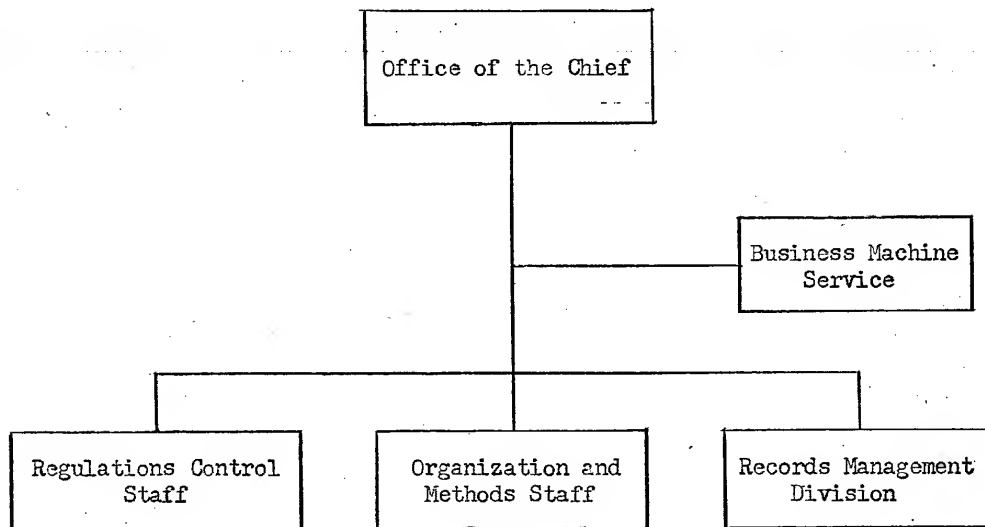 Office of the Chief
Business Machine
Service
Regulations Control
Staff
Organization and
Methods Staff
Records Management
Division